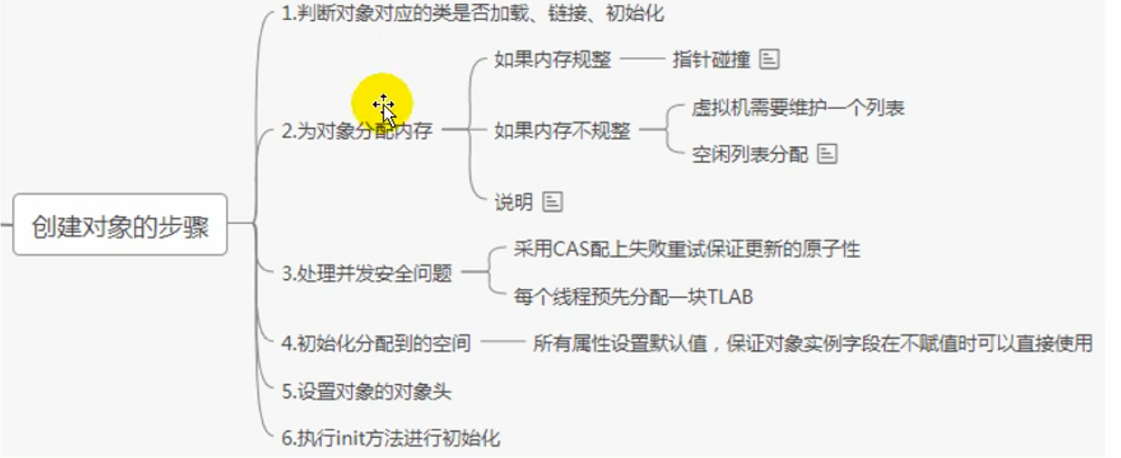 1.判断对象对应的类是否加载、链接、初始化
如果内存规整
指针碰撞
虚拟机需要维护一个列表
2.为对象分配内存
如果内存不规整
空闲列表分配
说明
创建对象的步骤
采用CAS配上失败重试保证更新的原子性
3.处理并发安全问题
每个线程预先分配一块TLAB
4.初始化分配到的空间
所有属性设置默认值，保证对象实例字段在不赋值时可以直接使用
5.设置对象的对象头
6.执行init方法进行初始化